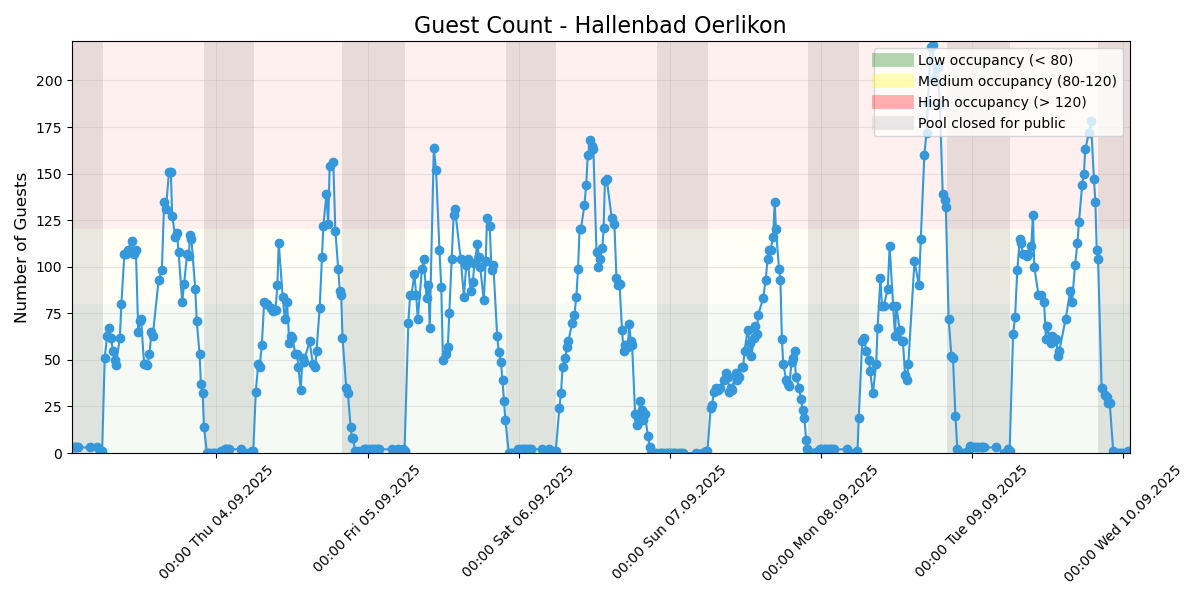 Guest Count - Hallenbad Oerlikon
Number of Guests
200
175
150
125
100
75
50
25
0
Low occupancy (< 80)
Medium occupancy (80-120)
High occupancy (> 120)
Pool closed for public
00:00 Thu 04.09.2025
00:00 Fri 05.09.2025
00:00 Sat 06.09.2025
00:00 Sun 07.09.2025
00:00 Mon 08.09.2025
00:00 Tue 09.09.2025
00:00 Wed 10.09.2025